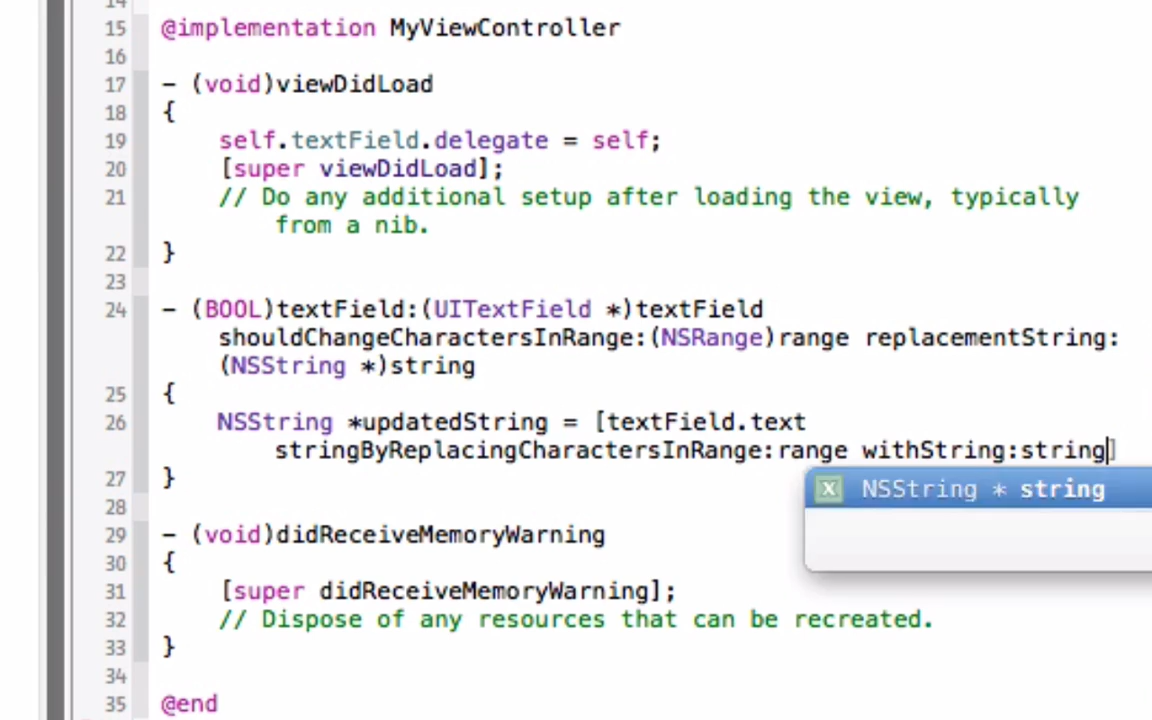 14
15 @implementation MyViewController
16
17 - (void)viewDidLoad
18 {
19 self.textField.delegate = self;
20 [super viewDidLoad];
21 // Do any additional setup after loading the view, typically
from a nib.
22 }
23
24 - (BOOL)textField:(UITextField *)textField
shouldChangeCharactersInRange:(NSRange)range replacementString:
(NSString *)string
25 {
26 NSString *updatedString = [textField.text
stringByReplacingCharactersInRange:range withString:string]
27 }
X NSString * string
28
29 - (void)didReceiveMemoryWarning
30 {
31 [super didReceiveMemoryWarning];
32 // Dispose of any resources that can be recreated.
33 }
34
35 @end